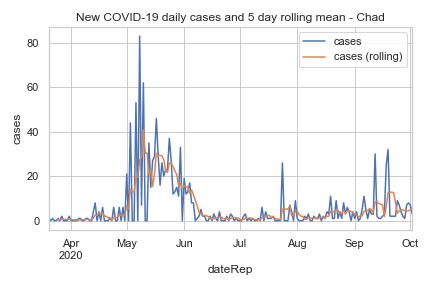 New COVID-19 daily cases and 5 day rolling mean - Chad
cases
cases (rolling)
80
60
40
20
0
cases
Apr
2020
May
Jun
Jul
Aug
Sep
Oct
dateRep